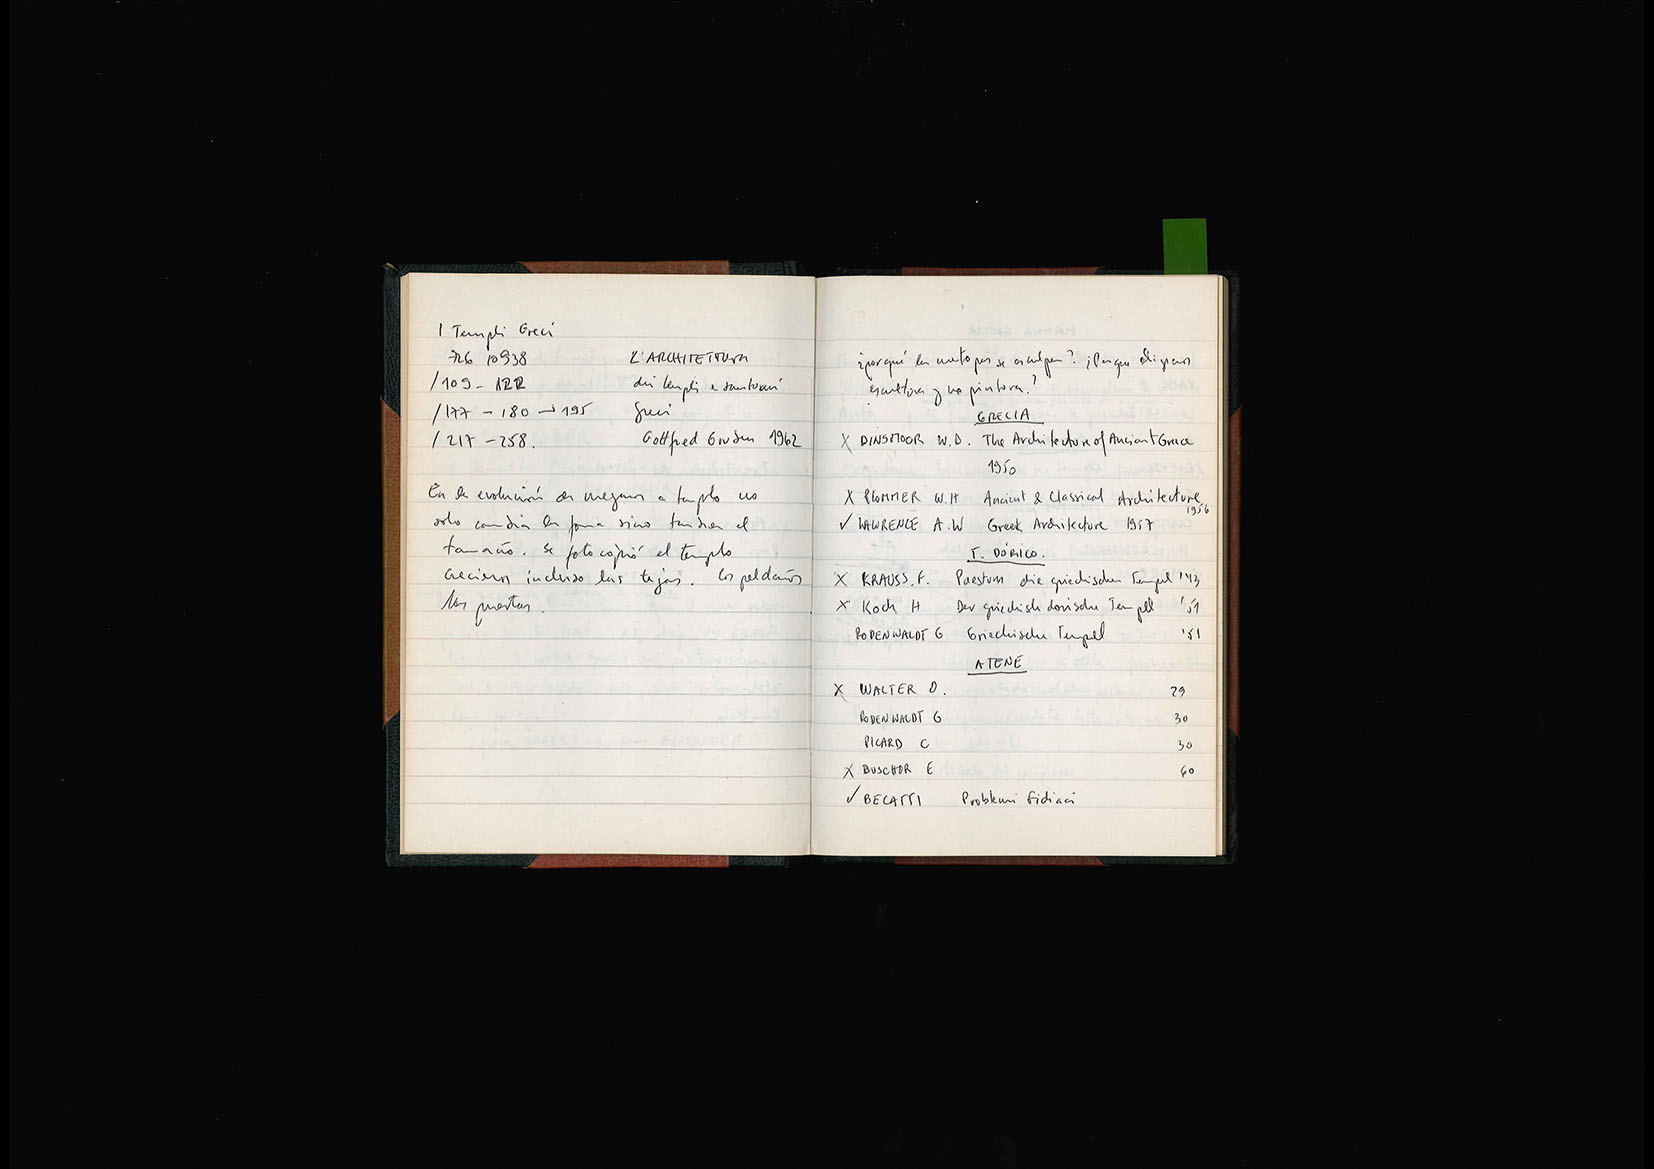 I Templi Greci
726 10938 L'ARCHITETTURA
/109 - 122 dei templi e santuari
/177 - 180 → 195 greci
/217 - 258. Gottfred Gruben 1962
En la evolución de megaron a templo no
solo cambia la forma sino tambien el
tamaño. Se fotocopió el templo
crecieron incluso las tejas. Los peldaños
las puertas.
¿porqué las metopas se esculpen? ¿Porque eligieron
escultura y no pintura?
GRECIA
X DINSMOOR W.D. The Architecture of Ancient Greece
1950
X PLOMMER W.H Ancient & Classical Architecture
1956
✓ LAWRENCE A.W Greek Architecture 1957
T. DÓRICO.
X KRAUSS, F. Paestum die griechischen Tempel '43
X Koch H Der griechisch dorische Tempel '51
RODENWALDT G Griechische Tempel '51
ATENE
X WALTER O. 29
RODENWALDT G 30
PICARD C 30
X BUSCHOR E 60
✓ BECATTI Problemi Fidiaci